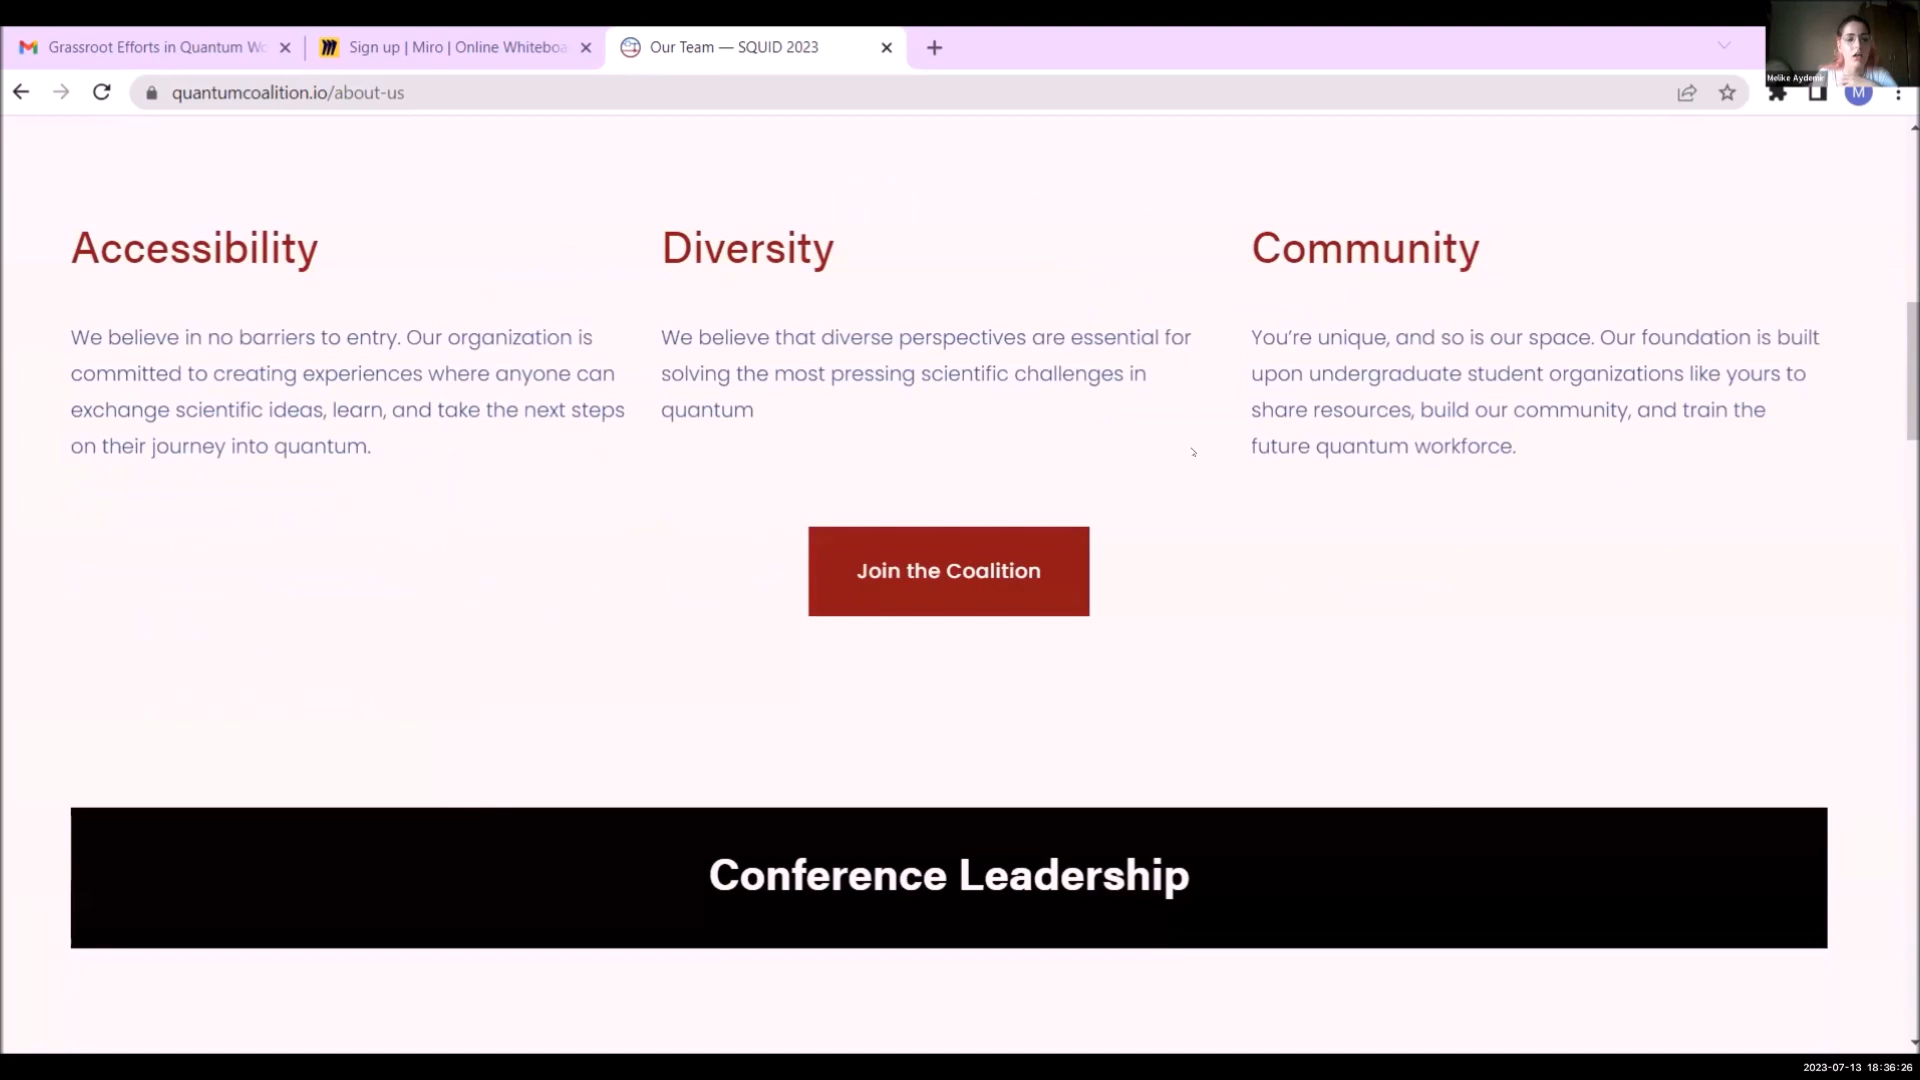 Grassroot Efforts in Quantum Wo
Sign up | Miro | Online Whiteboa
Our Team — SQUID 2023
Melike Aydemir
quantumcoalition.io/about-us
M
Accessibility
We believe in no barriers to entry. Our organization is
committed to creating experiences where anyone can
exchange scientific ideas, learn, and take the next steps
on their journey into quantum.
Diversity
We believe that diverse perspectives are essential for
solving the most pressing scientific challenges in
quantum
Community
You're unique, and so is our space. Our foundation is built
upon undergraduate student organizations like yours to
share resources, build our community, and train the
future quantum workforce.
Join the Coalition
Conference Leadership
2023-07-13 18:36:26